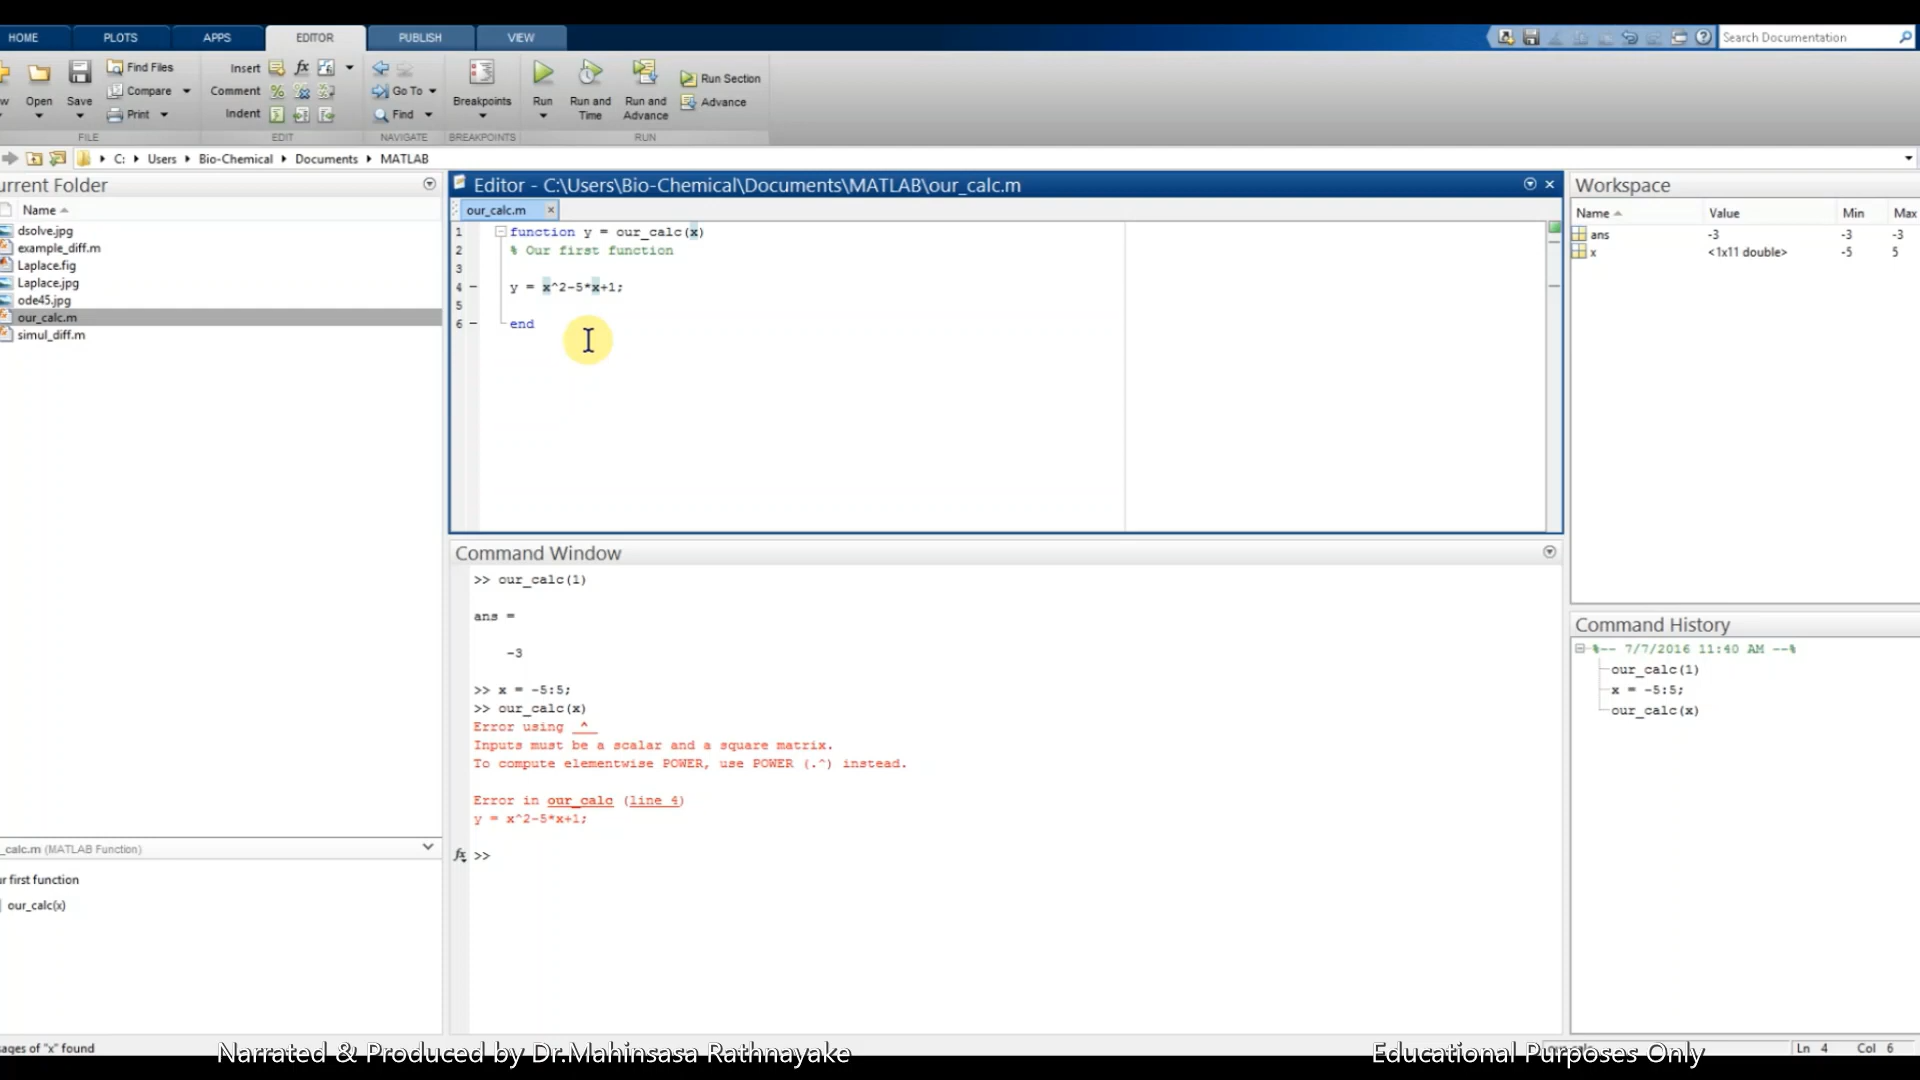 HOME PLOTS APPS EDITOR PUBLISH VIEW
Search Documentation
Find Files
Insert
fx
Compare
Comment
Go To
Print
Indent
Find
Open
Save
Breakpoints
Run
Run and Time
Run and Advance
Run Section
Advance
FILE EDIT NAVIGATE BREAKPOINTS RUN
C: Users Bio-Chemical Documents MATLAB
urrent Folder
Name
dsolve.jpg
example_diff.m
Laplace.fig
Laplace.jpg
ode45.jpg
our_calc.m
simul_diff.m
_calc.m (MATLAB Function)
r first function
our_calc(x)
ages of "x" found
Editor - C:\Users\Bio-Chemical\Documents\MATLAB\our_calc.m
our_calc.m
1 function y = our_calc(x)
2 % Our first function
3
4 – y = x^2-5*x+1;
5
6 – end
Command Window
>> our_calc(1)
ans =
-3
>> x = -5:5;
>> our_calc(x)
Error using ^
Inputs must be a scalar and a square matrix.
To compute elementwise POWER, use POWER (.^) instead.
Error in our_calc (line 4)
y = x^2-5*x+1;
fx >>
Workspace
Name Value Min Max
ans -3 -3 -3
x <1x11 double> -5 5
Command History
%-- 7/7/2016 11:40 AM --%
our_calc(1)
x = -5:5;
our_calc(x)
Ln 4 Col 6
Narrated & Produced by Dr.Mahinsasa Rathnayake
Educational Purposes Only